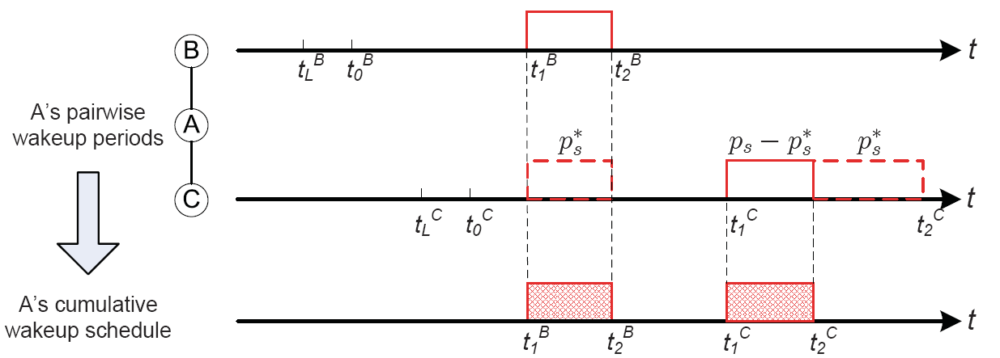 B
t
t_L^B t_0^B t_1^B t_2^B
A's pairwise
wakeup periods
A
p_s^* p_s − p_s^* p_s^*
C
t
t_L^C t_0^C t_1^C t_2^C
A's cumulative
wakeup schedule
t
t_1^B t_2^B t_1^C t_2^C